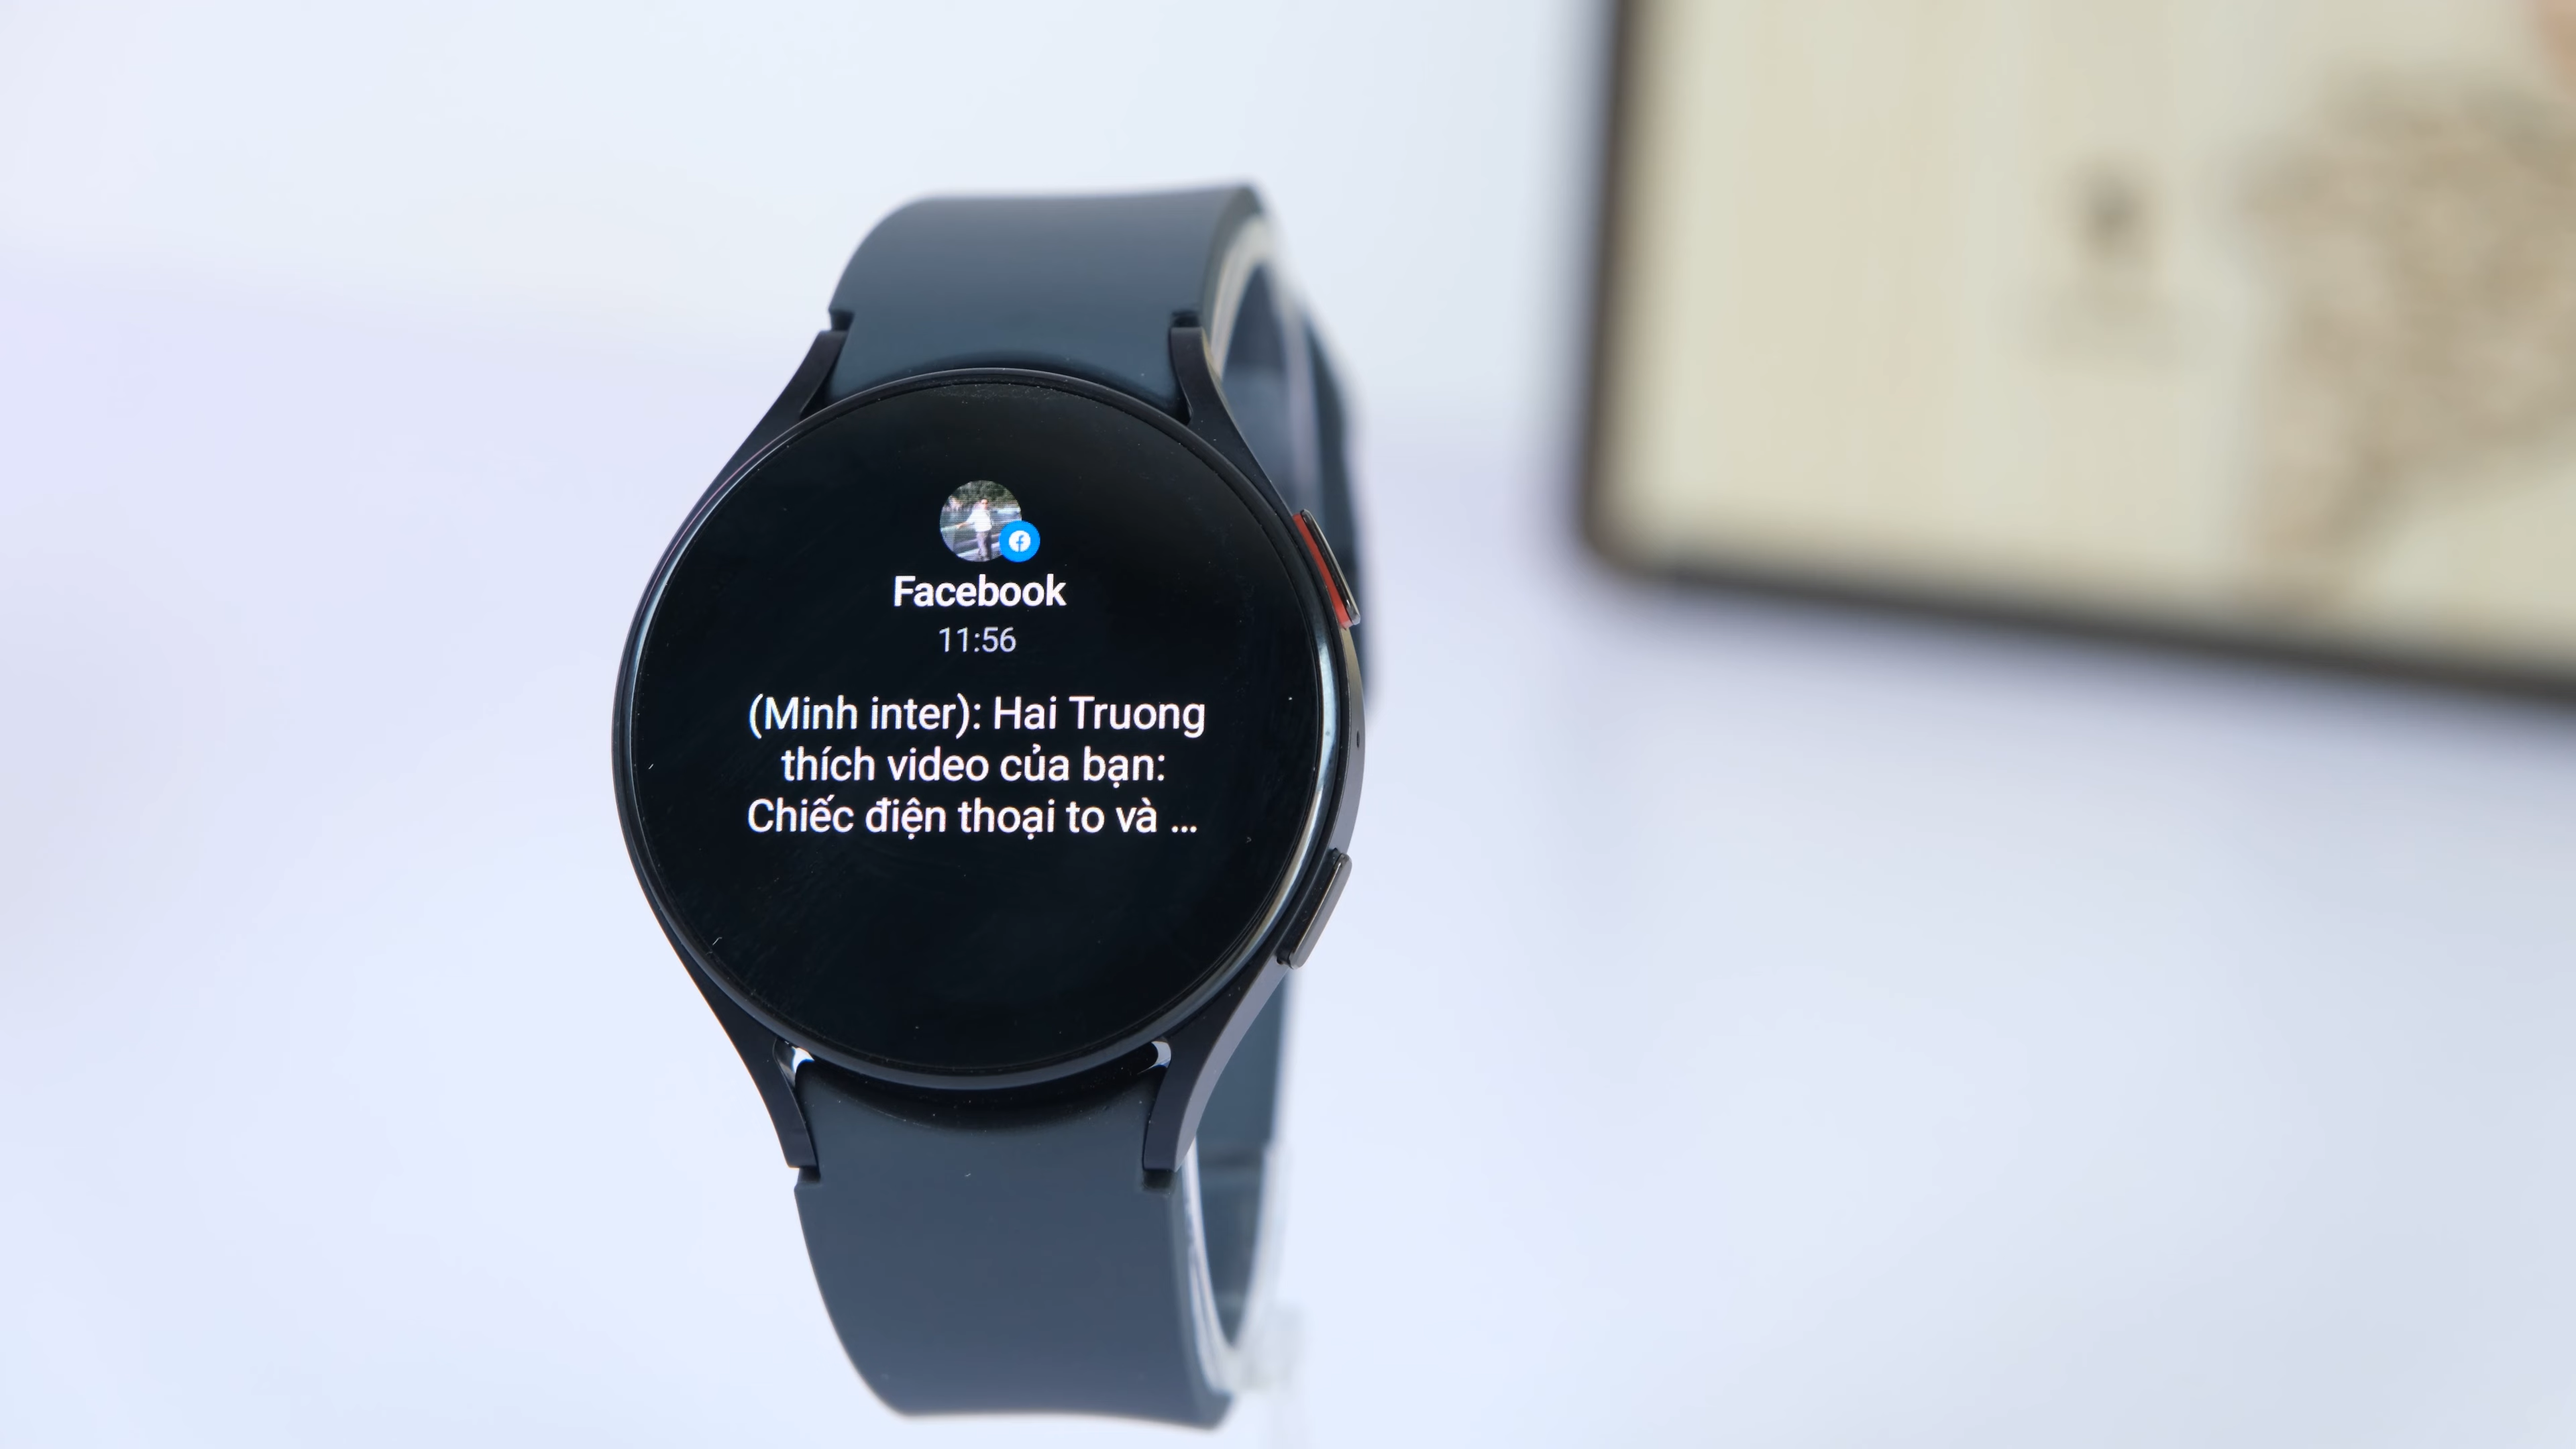 Facebook
11:56
(Minh inter): Hai Truong
thích video của bạn:
Chiếc điện thoại to và ...